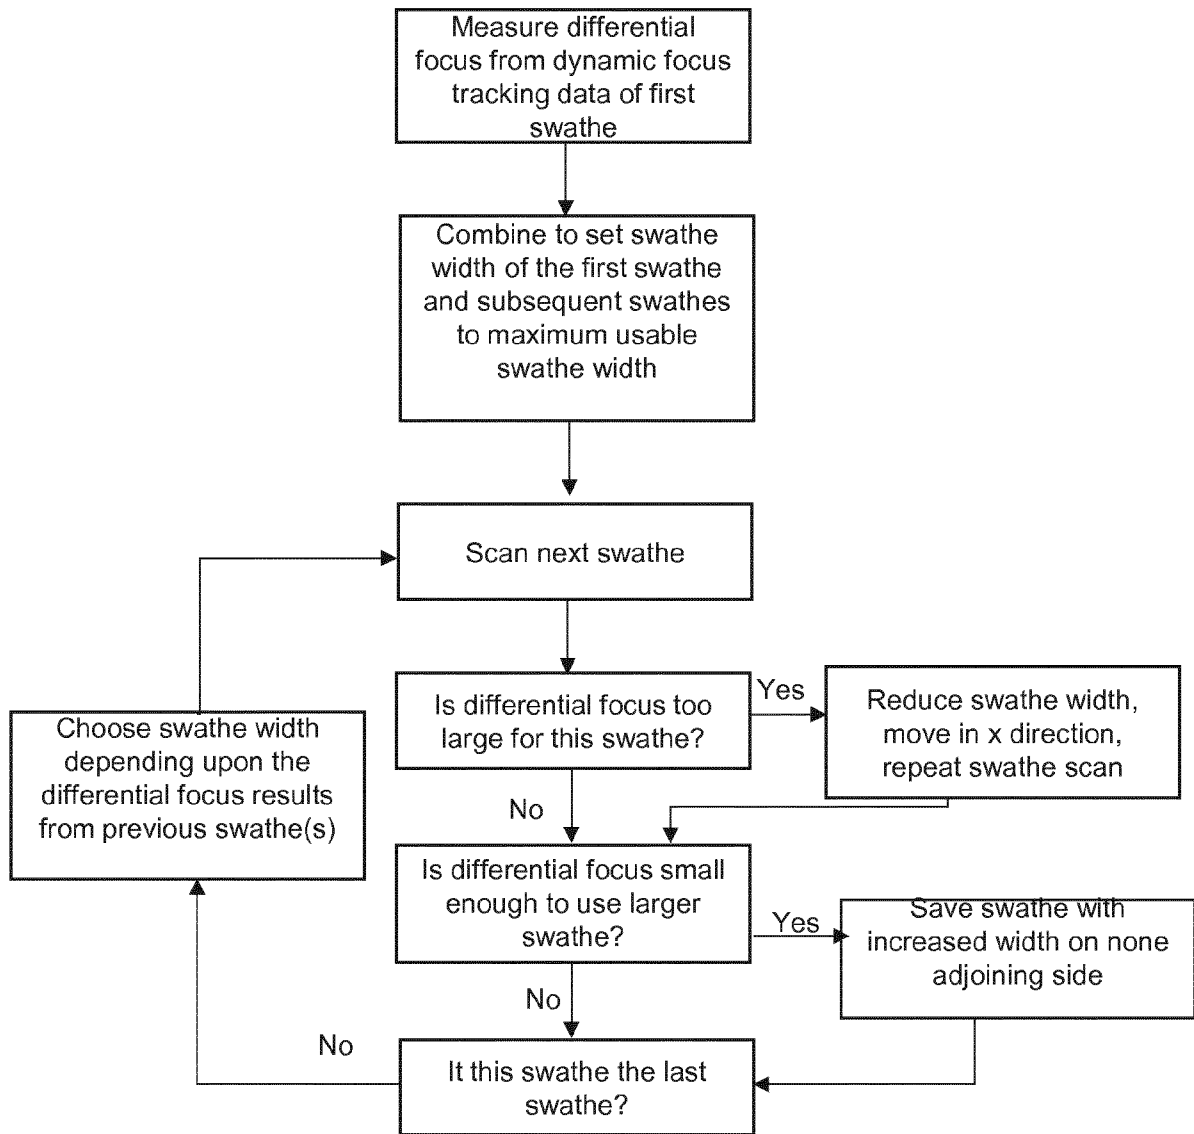 Measure differential
focus from dynamic focus
tracking data of first
swathe
Combine to set swathe
width of the first swathe
and subsequent swathes
to maximum usable
swathe width
Scan next swathe
Is differential focus too
large for this swathe?
Yes
Reduce swathe width,
move in x direction,
repeat swathe scan
Choose swathe width
depending upon the
differential focus results
from previous swathe(s)
No
Is differential focus small
enough to use larger
swathe?
Yes
Save swathe with
increased width on none
adjoining side
No
No
It this swathe the last
swathe?